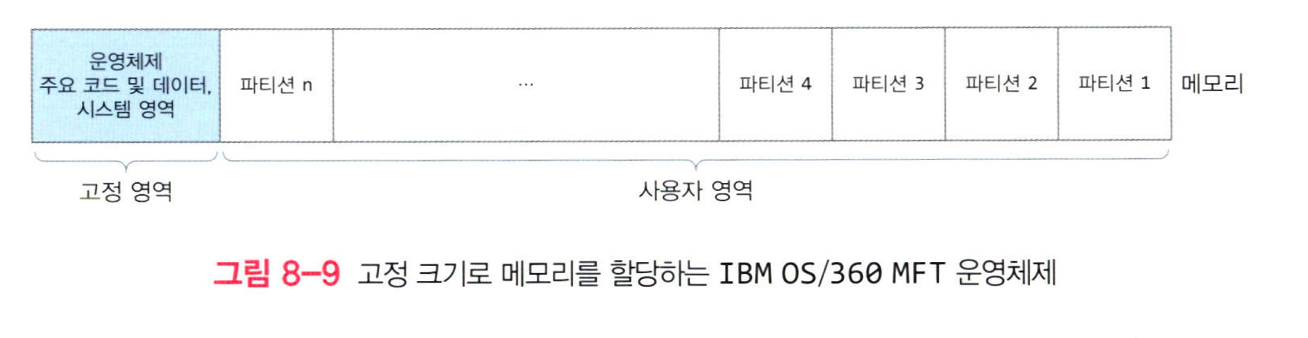 운영체제
주요 코드 및 데이터,
시스템 영역
파티션 n
...
파티션 4
파티션 3
파티션 2
파티션 1
메모리
고정 영역
사용자 영역
그림 8-9 고정 크기로 메모리를 할당하는 IBM OS/360 MFT 운영체제